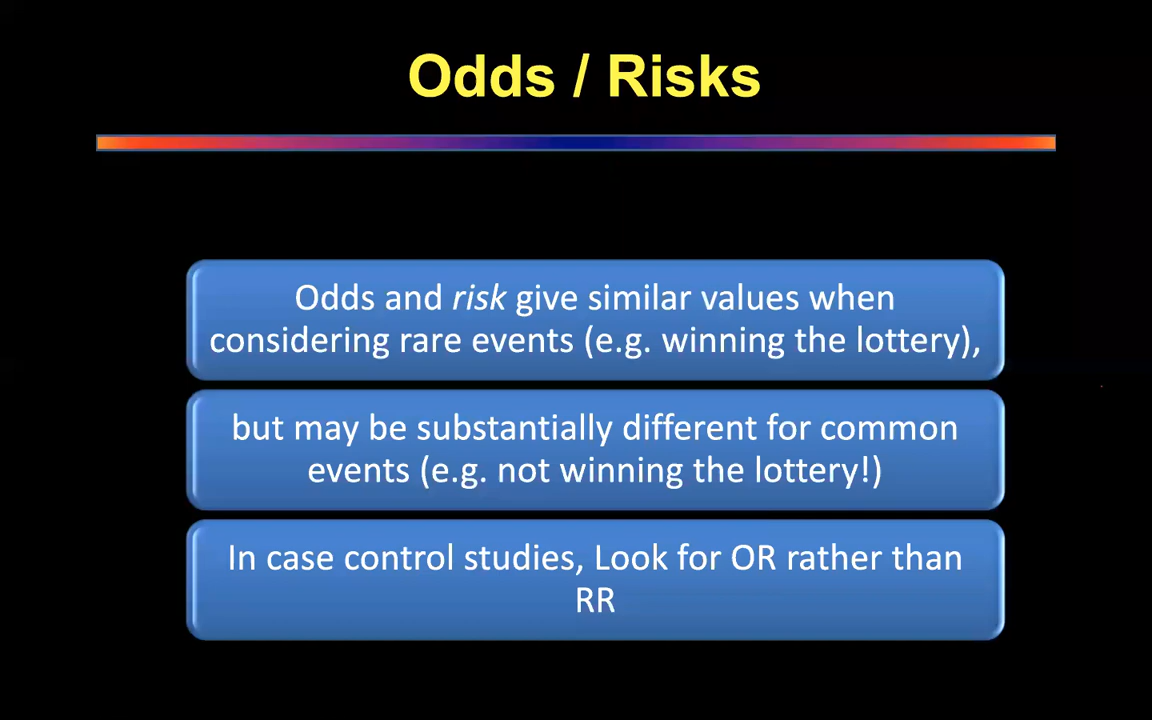 Odds / Risks
Odds and risk give similar values when
considering rare events (e.g. winning the lottery),
but may be substantially different for common
events (e.g. not winning the lottery!)
In case control studies, Look for OR rather than
RR